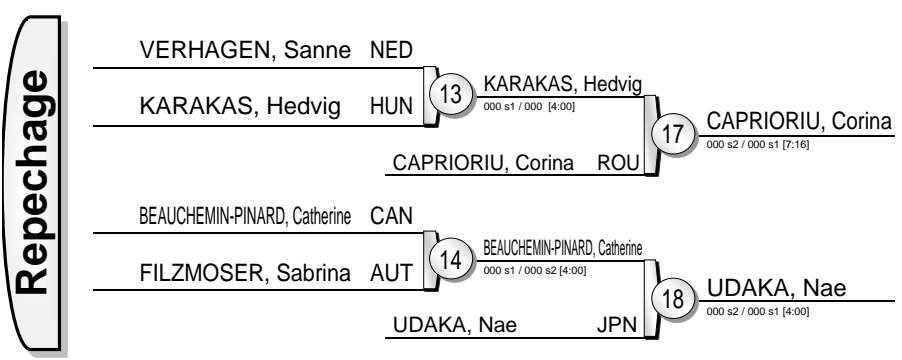 Repechage
VERHAGEN, Sanne NED
KARAKAS, Hedvig HUN
13
KARAKAS, Hedvig
000 s1 / 000 [4:00]
CAPRIORIU, Corina ROU
17
CAPRIORIU, Corina
000 s2 / 000 s1 [7:16]
BEAUCHEMIN-PINARD, Catherine CAN
FILZMOSER, Sabrina AUT
14
BEAUCHEMIN-PINARD, Catherine
000 s1 / 000 s2 [4:00]
UDAKA, Nae JPN
18
UDAKA, Nae
000 s2 / 000 s1 [4:00]